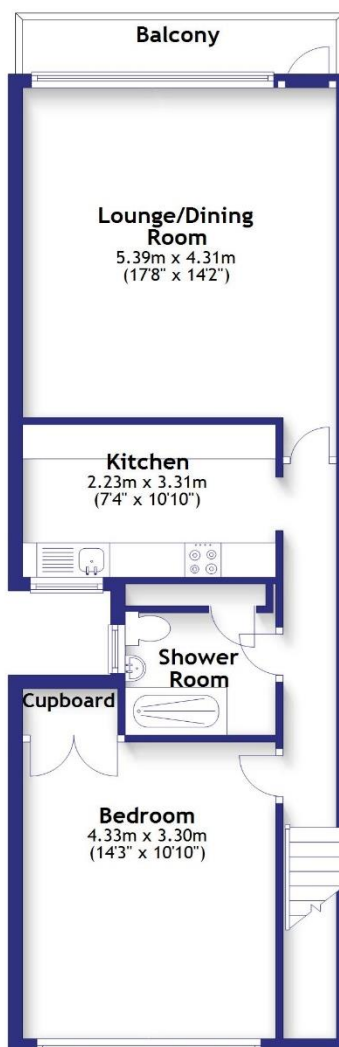 Balcony
Lounge/Dining
Room
5.39m x 4.31m
(17'8" x 14'2")
Kitchen
2.23m x 3.31m
(7'4" x 10'10")
Shower
Room
Cupboard
Bedroom
4.33m x 3.30m
(14'3" x 10'10")